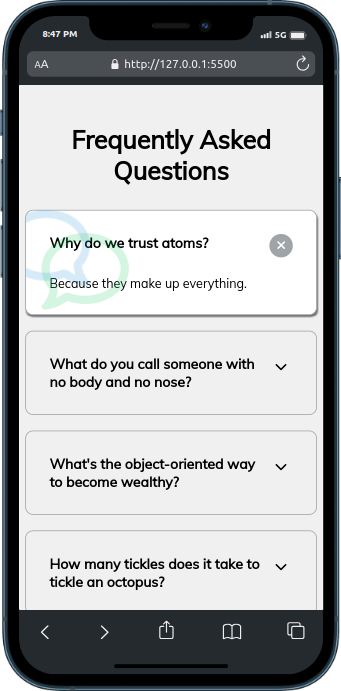 8:47 PM
5G
AA
http://127.0.0.1:5500
Frequently Asked
Questions
Why do we trust atoms?
Because they make up everything.
What do you call someone with
no body and no nose?
What's the object-oriented way
to become wealthy?
How many tickles does it take to
tickle an octopus?